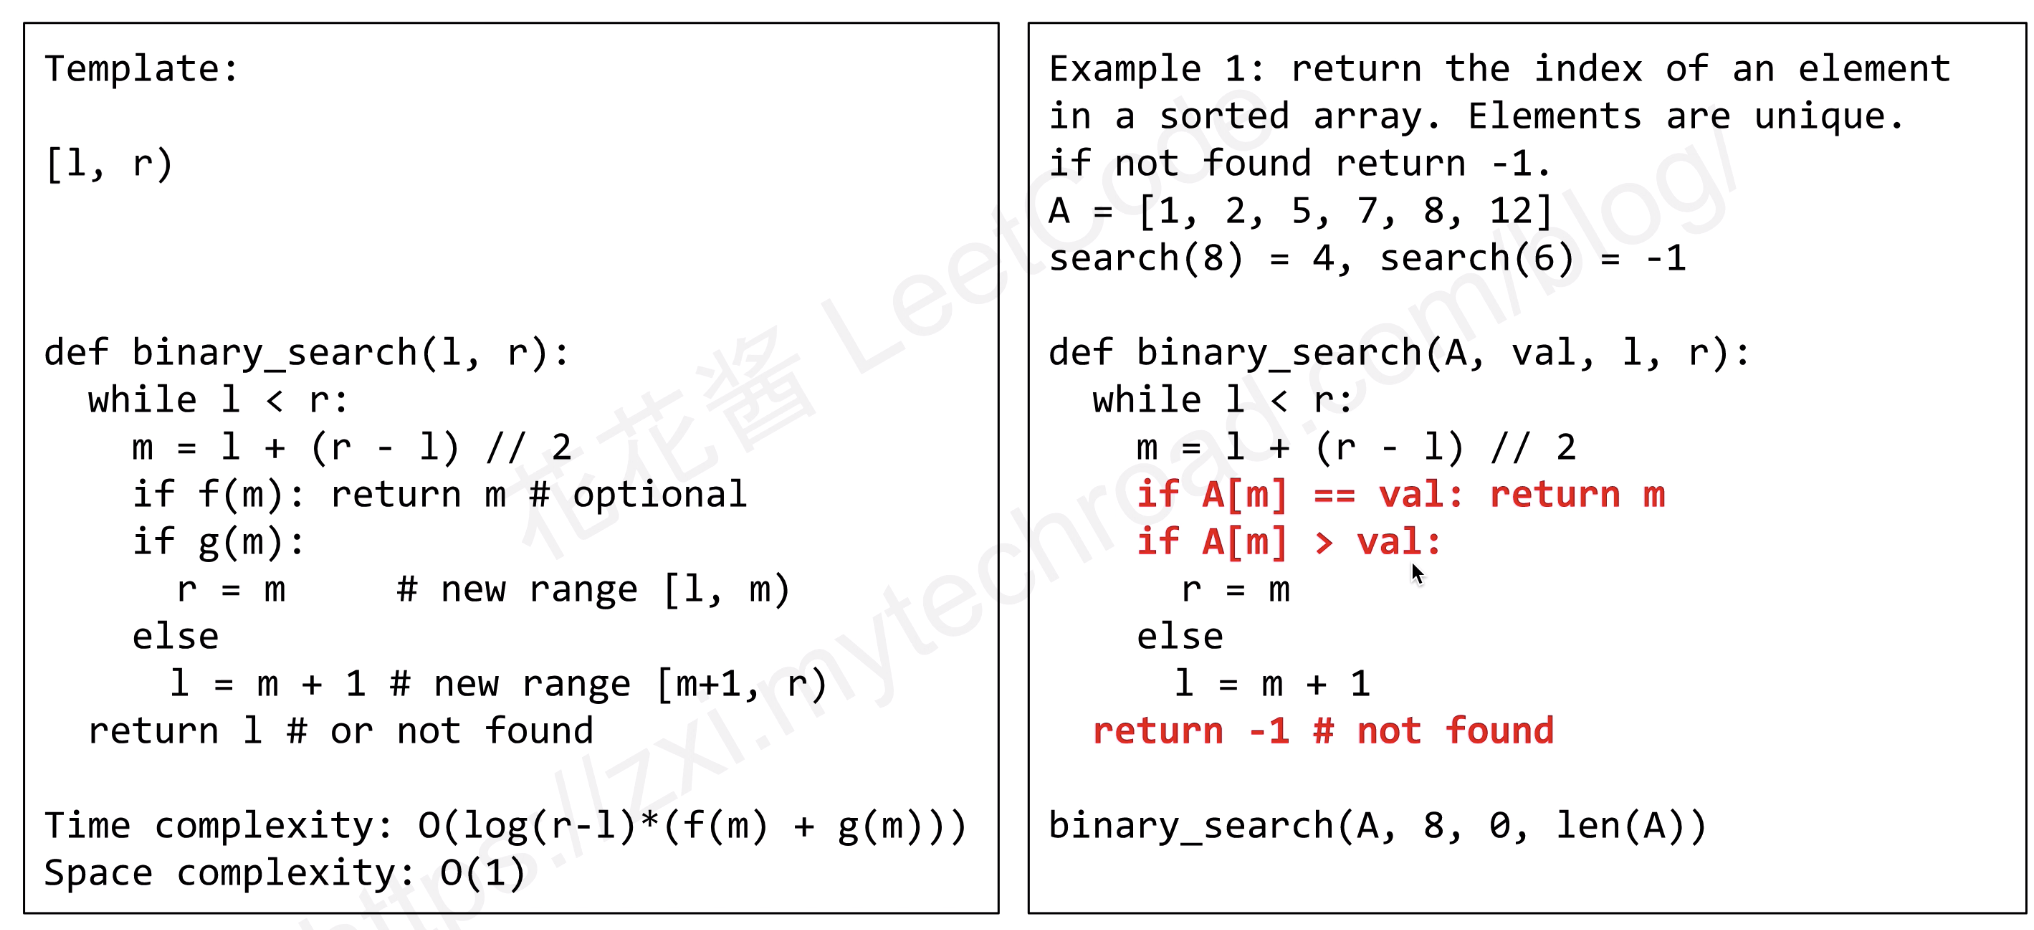 Template:
[l, r)
def binary_search(l, r):
  while l < r:
    m = l + (r - l) // 2
    if f(m): return m # optional
    if g(m):
      r = m     # new range [l, m)
    else
      l = m + 1 # new range [m+1, r)
  return l # or not found
Time complexity: O(log(r-l)*(f(m) + g(m)))
Space complexity: O(1)
Example 1: return the index of an element
in a sorted array. Elements are unique.
if not found return -1.
A = [1, 2, 5, 7, 8, 12]
search(8) = 4, search(6) = -1
def binary_search(A, val, l, r):
  while l < r:
    m = l + (r - l) // 2
    if A[m] == val: return m
    if A[m] > val:
      r = m
    else
      l = m + 1
  return -1 # not found
binary_search(A, 8, 0, len(A))
花花酱 LeetCode
https://zxi.mytechroad.com/blog/